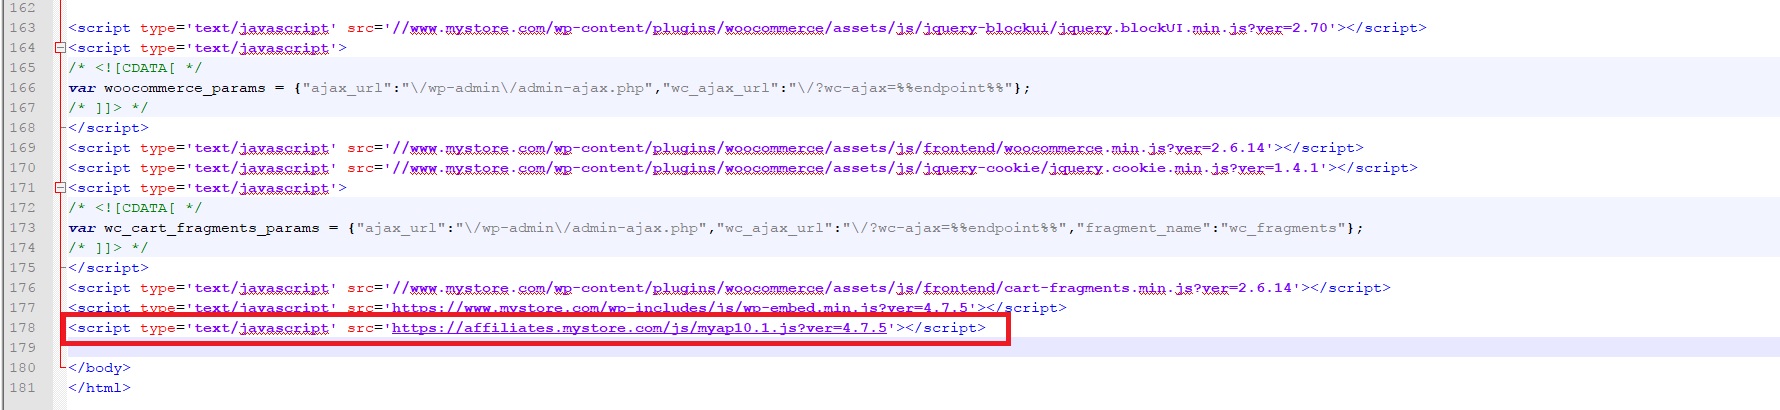 162
163 <script type='text/javascript' src='//www.mystore.com/wp-content/plugins/woocommerce/assets/js/jquery-blockui/jquery.blockUI.min.js?ver=2.70'></script>
164 <script type='text/javascript'>
165 /* <![CDATA[ */
166 var woocommerce_params = {"ajax_url":"\/wp-admin\/admin-ajax.php","wc_ajax_url":"\/?wc-ajax=%%endpoint%%"};
167 /* ]]> */
168 </script>
169 <script type='text/javascript' src='//www.mystore.com/wp-content/plugins/woocommerce/assets/js/frontend/woocommerce.min.js?ver=2.6.14'></script>
170 <script type='text/javascript' src='//www.mystore.com/wp-content/plugins/woocommerce/assets/js/jquery-cookie/jquery.cookie.min.js?ver=1.4.1'></script>
171 <script type='text/javascript'>
172 /* <![CDATA[ */
173 var wc_cart_fragments_params = {"ajax_url":"\/wp-admin\/admin-ajax.php","wc_ajax_url":"\/?wc-ajax=%%endpoint%%","fragment_name":"wc_fragments"};
174 /* ]]> */
175 </script>
176 <script type='text/javascript' src='//www.mystore.com/wp-content/plugins/woocommerce/assets/js/frontend/cart-fragments.min.js?ver=2.6.14'></script>
177 <script type='text/javascript' src='https://www.mystore.com/wp-includes/js/wp-embed.min.js?ver=4.7.5'></script>
178 <script type='text/javascript' src='https://affiliates.mystore.com/js/myap10.1.js?ver=4.7.5'></script>
179
180 </body>
181 </html>